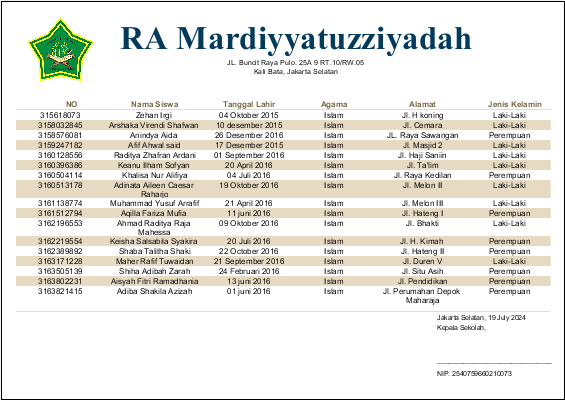 RA Mardiyyatuzziyadah
JL. Buncit Raya Pulo. 25A 9 RT.10/RW.05
Kali Bata, Jakarta Selatan
NO Nama Siswa Tanggal Lahir Agama Alamat Jenis Kelamin
315618073 Zehan Irgi 04 Oktober 2015 Islam Jl. H koning Laki-Laki
3158032845 Arshaka Virendi Shafwan 10 desember 2015 Islam Jl. Cemara Laki-Laki
3158576081 Anindya Aida 26 Desember 2016 Islam JL. Raya Sawangan Perempuan
3159247182 Afif Ahwal said 17 Desember 2015 Islam Jl. Masjid 2 Laki-Laki
3160128556 Raditya Zhafran Ardani 01 September 2016 Islam Jl. Haji Saniin Laki-Laki
3160396386 Keanu Ilham Sofyan 20 April 2016 Islam Jl. Ta'lim Laki-Laki
3160504114 Khalisa Nur Alifiya 04 Juli 2016 Islam JL. Raya Kedilan Perempuan
3160513178 Adinata Aileen Caesar 19 Oktober 2016 Islam Jl. Melon II Laki-Laki
Raharjo
3161138774 Muhammad Yusuf Arrafif 21 April 2016 Islam Jl. Melon III Laki-Laki
3161512794 Aqilla Fariza Mufia 11 juni 2016 Islam Jl. Hateng I Perempuan
3162196553 Ahmad Raditya Raja 09 Oktober 2016 Islam Jl. Bhakti Laki-Laki
Mahessa
3162219554 Keisha Salsabila Syakira 20 Juli 2016 Islam Jl. H. Kimah Perempuan
3162389892 Shaba Talitha Shaki 22 October 2016 Islam Jl. Hateng II Perempuan
3163171228 Maher Rafif Tuwaidan 21 September 2016 Islam Jl. Duren V Laki-Laki
3163505139 Shiha Adibah Zarah 24 Februari 2016 Islam Jl. Situ Asih Perempuan
3163802231 Aisyah Fitri Ramadhania 13 juni 2016 Islam Jl. Pendidikan Perempuan
3163821415 Adiba Shakila Azizah 01 juni 2016 Islam Jl. Perumahan Depok Perempuan
Maharaja
Jakarta Selatan, 19 July 2024
Kepala Sekolah,
NIP. 2540759660210073